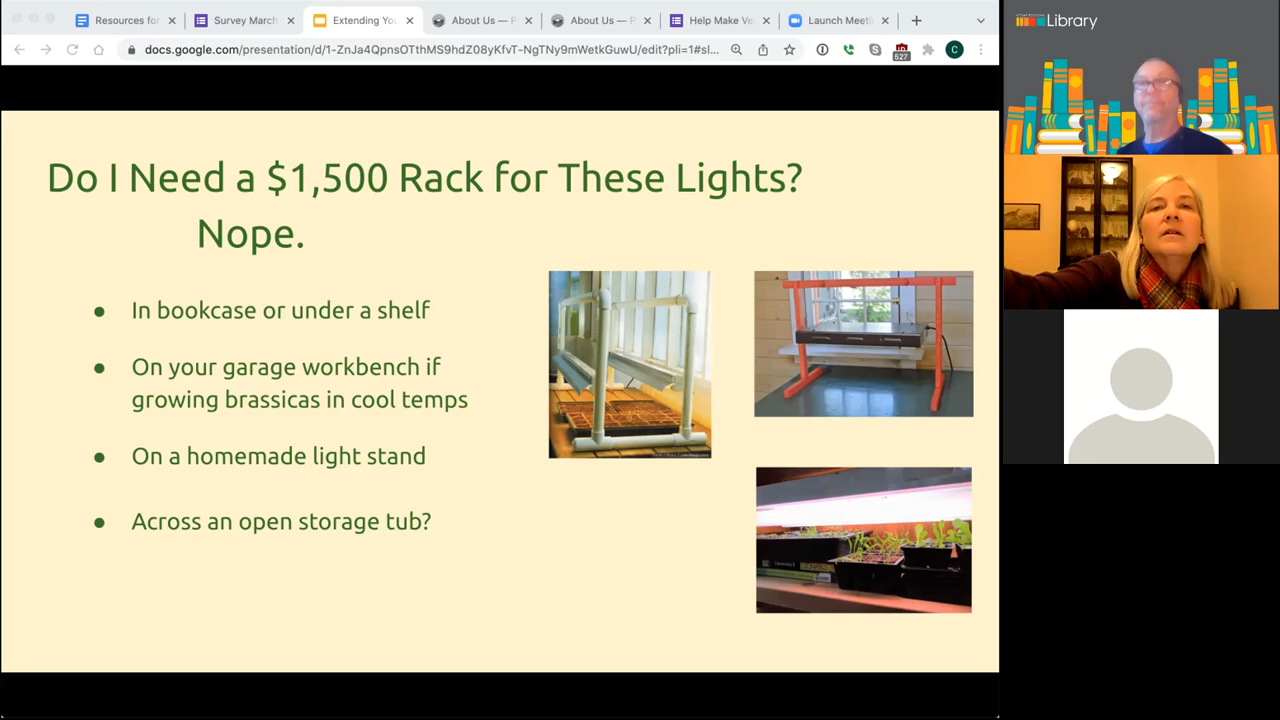 Resources for
Survey March
Extending You
About Us — P
About Us — P
Help Make Ve
Launch Meeti
docs.google.com/presentation/d/1-ZnJa4QpnsOTthMS9hdZ08yKfvT-NgTNy9mWetkGuwU/edit?pli=1#sl...
527
C
Library
Do I Need a $1,500 Rack for These Lights?
Nope.
● In bookcase or under a shelf
● On your garage workbench if
growing brassicas in cool temps
● On a homemade light stand
● Across an open storage tub?